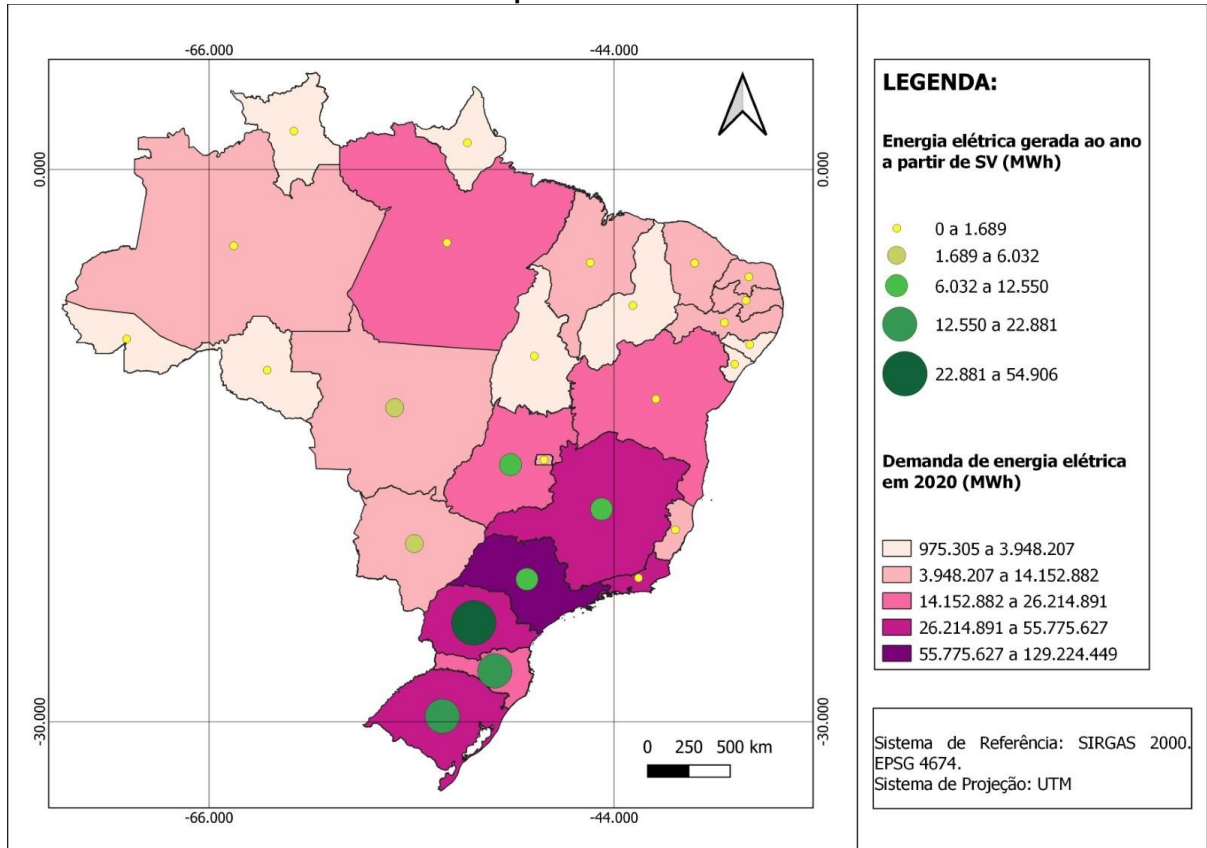 -66.000
-44.000
0.000
0.000
-30.000
-30.000
-66.000
-44.000
0 250 500 km
LEGENDA:
Energia elétrica gerada ao ano
a partir de SV (MWh)
0 a 1.689
1.689 a 6.032
6.032 a 12.550
12.550 a 22.881
22.881 a 54.906
Demanda de energia elétrica
em 2020 (MWh)
975.305 a 3.948.207
3.948.207 a 14.152.882
14.152.882 a 26.214.891
26.214.891 a 55.775.627
55.775.627 a 129.224.449
Sistema de Referência: SIRGAS 2000.
EPSG 4674.
Sistema de Projeção: UTM